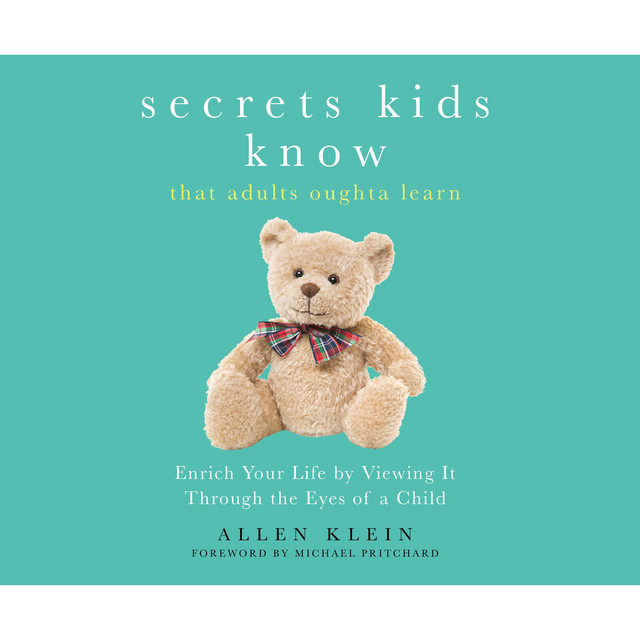 secrets kids
know
that adults oughta learn
Enrich Your Life by Viewing It
Through the Eyes of a Child
ALLEN KLEIN
FOREWORD BY MICHAEL PRITCHARD